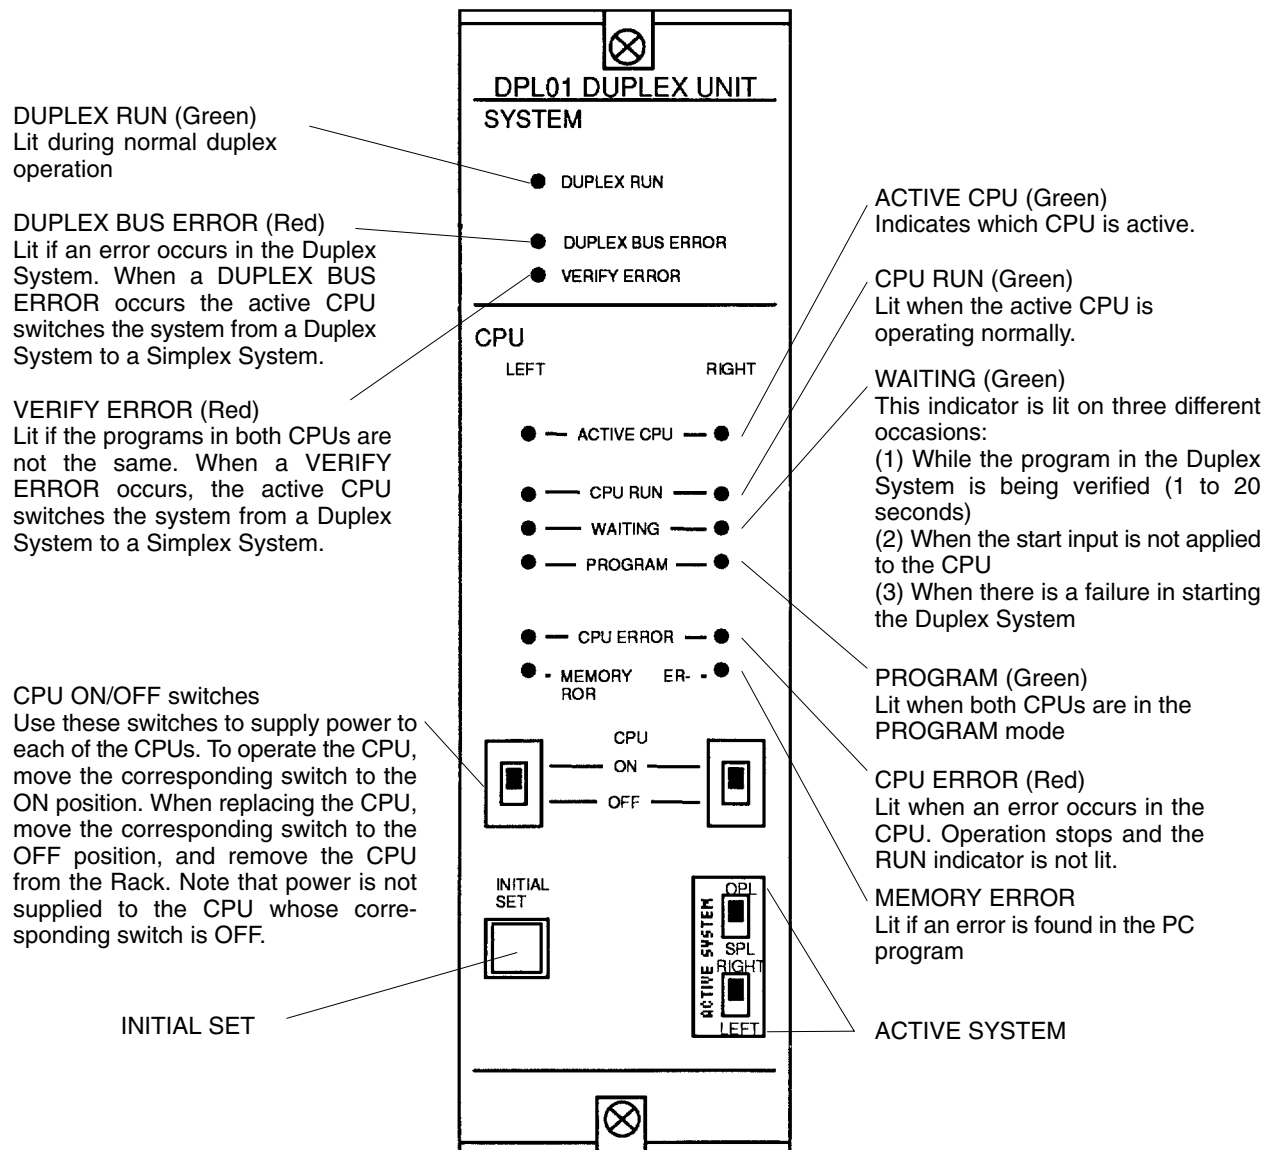 DPL01 DUPLEX UNIT
SYSTEM
DUPLEX RUN
DUPLEX BUS ERROR
VERIFY ERROR
CPU
LEFT RIGHT
ACTIVE CPU
CPU RUN
WAITING
PROGRAM
CPU ERROR
MEMORY ER-
ROR
CPU
ON
OFF
INITIAL
SET
ACTIVE SYSTEM
DPL
SPL
RIGHT
LEFT
DUPLEX RUN (Green)
Lit during normal duplex
operation
DUPLEX BUS ERROR (Red)
Lit if an error occurs in the Duplex
System. When a DUPLEX BUS
ERROR occurs the active CPU
switches the system from a Duplex
System to a Simplex System.
VERIFY ERROR (Red)
Lit if the programs in both CPUs are
not the same. When a VERIFY
ERROR occurs, the active CPU
switches the system from a Duplex
System to a Simplex System.
CPU ON/OFF switches
Use these switches to supply power to
each of the CPUs. To operate the CPU,
move the corresponding switch to the
ON position. When replacing the CPU,
move the corresponding switch to the
OFF position, and remove the CPU
from the Rack. Note that power is not
supplied to the CPU whose corre-
sponding switch is OFF.
INITIAL SET
ACTIVE CPU (Green)
Indicates which CPU is active.
CPU RUN (Green)
Lit when the active CPU is
operating normally.
WAITING (Green)
This indicator is lit on three different
occasions:
(1) While the program in the Duplex
System is being verified (1 to 20
seconds)
(2) When the start input is not applied
to the CPU
(3) When there is a failure in starting
the Duplex System
PROGRAM (Green)
Lit when both CPUs are in the
PROGRAM mode
CPU ERROR (Red)
Lit when an error occurs in the
CPU. Operation stops and the
RUN indicator is not lit.
MEMORY ERROR
Lit if an error is found in the PC
program
ACTIVE SYSTEM